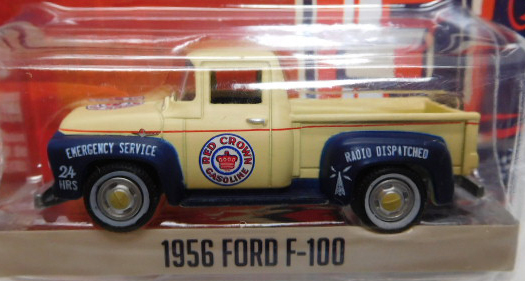 EMERGENCY SERVICE
24
HRS
RED CROWN
GASOLINE
RADIO DISPATCHED
1956 FORD F-100